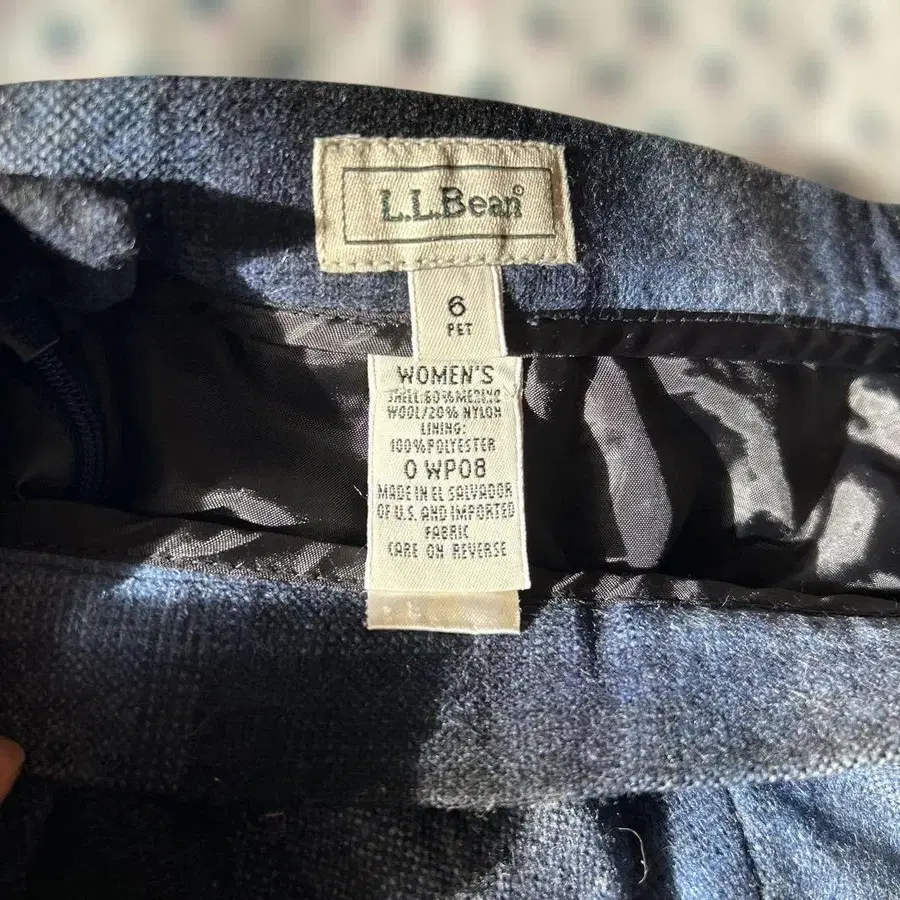 L.L.Bean®
6
PET
WOMEN'S
SHELL:80%MERINO
WOOL/20% NYLON
LINING:
100%POLYESTER
0 WP08
MADE IN EL SALVADOR
OF U.S. AND IMPORTED
FABRIC
CARE ON REVERSE